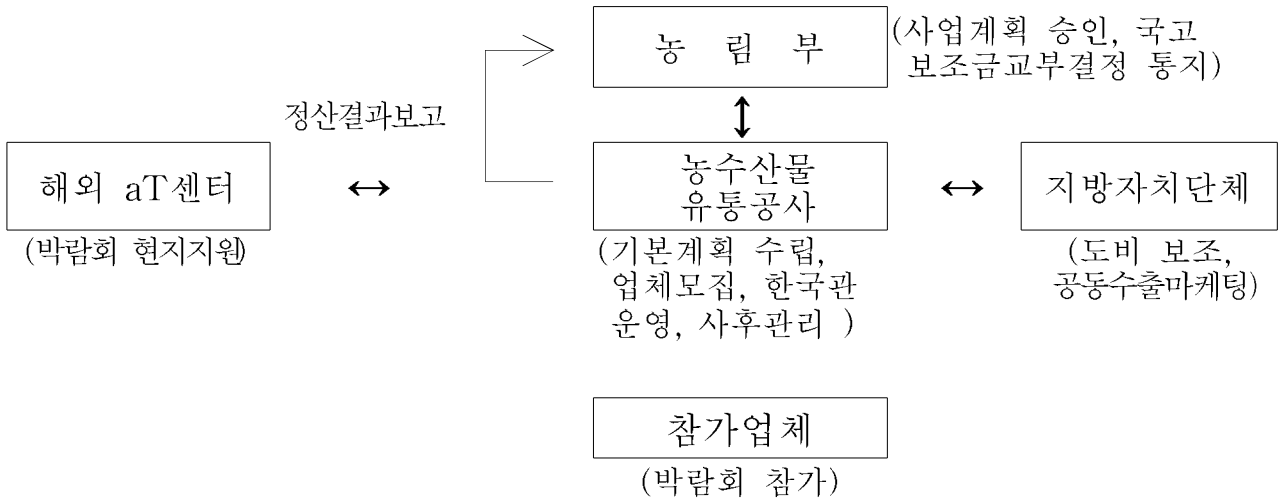 농 림 부
(사업계획 승인, 국고
보조금교부결정 통지)
정산결과보고
해외 aT센터
(박람회 현지지원)
농수산물
유통공사
(기본계획 수립,
업체모집, 한국관
운영, 사후관리 )
지방자치단체
(도비 보조,
공동수출마케팅)
참가업체
(박람회 참가)